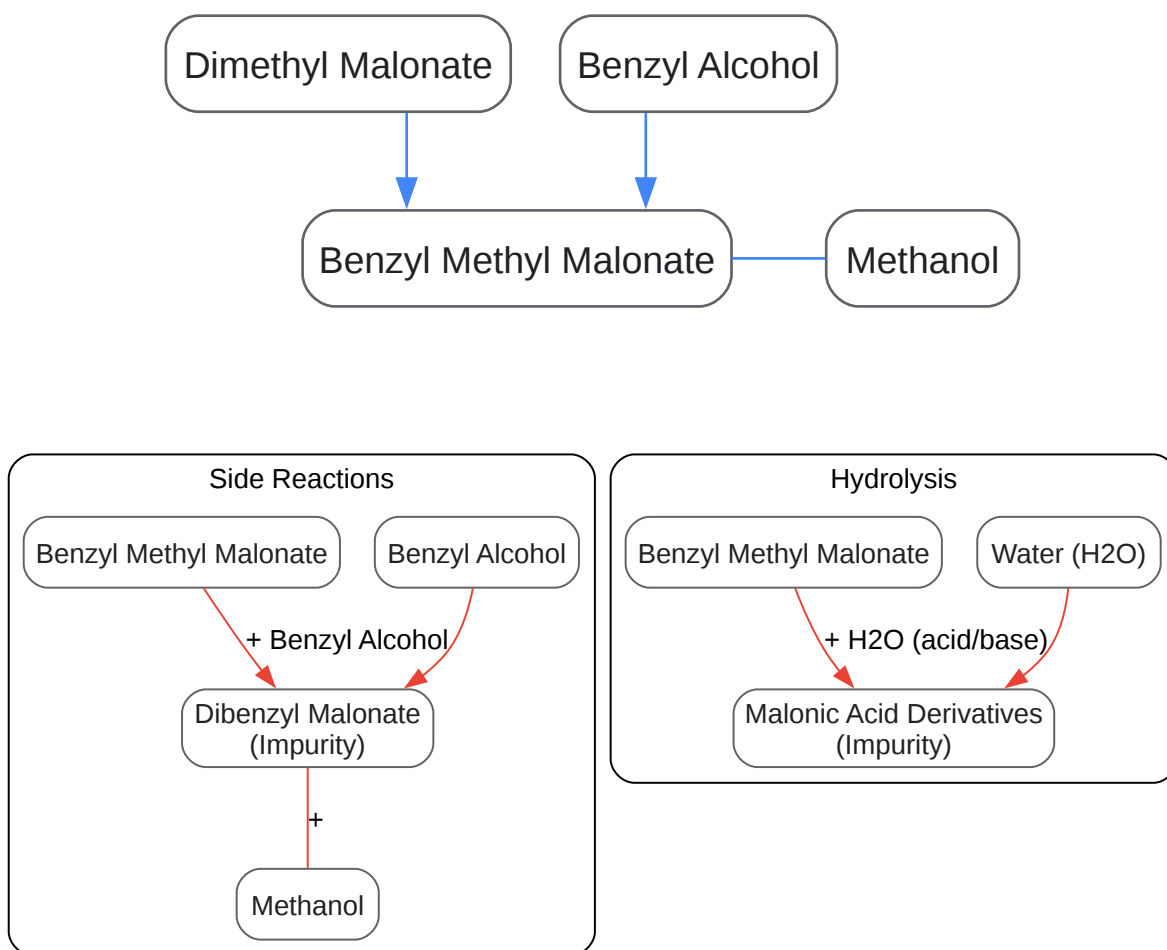 Dimethyl Malonate
Benzyl Alcohol
Benzyl Methyl Malonate
Methanol
Side Reactions
Benzyl Methyl Malonate
Benzyl Alcohol
+ Benzyl Alcohol
Dibenzyl Malonate
(Impurity)
+
Methanol
Hydrolysis
Benzyl Methyl Malonate
Water (H2O)
+ H2O (acid/base)
Malonic Acid Derivatives
(Impurity)